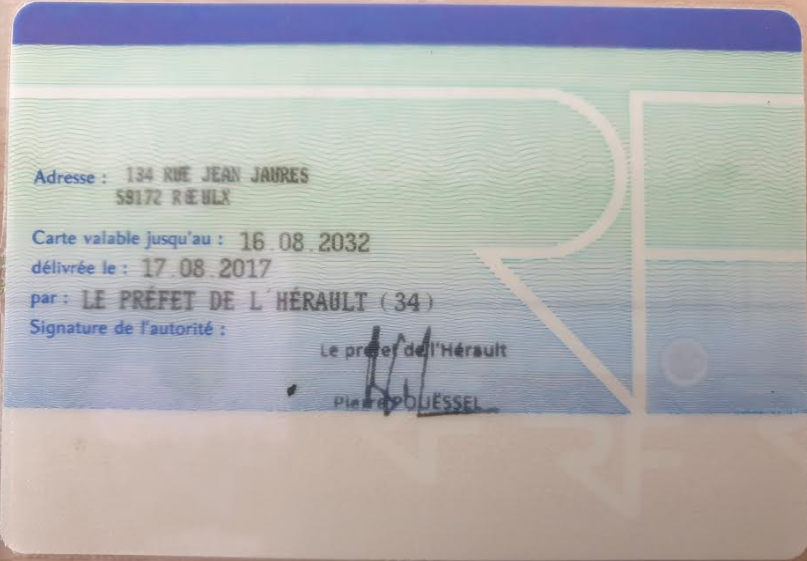 Adresse : 134 RUE JEAN JAURES
59172 RŒULX
Carte valable jusqu'au : 16.08.2032
délivrée le : 17.08.2017
par : LE PRÉFET DE L'HÉRAULT (34)
Signature de l'autorité :
Le préfet de l'Hérault
Pierre POUËSSEL
RF